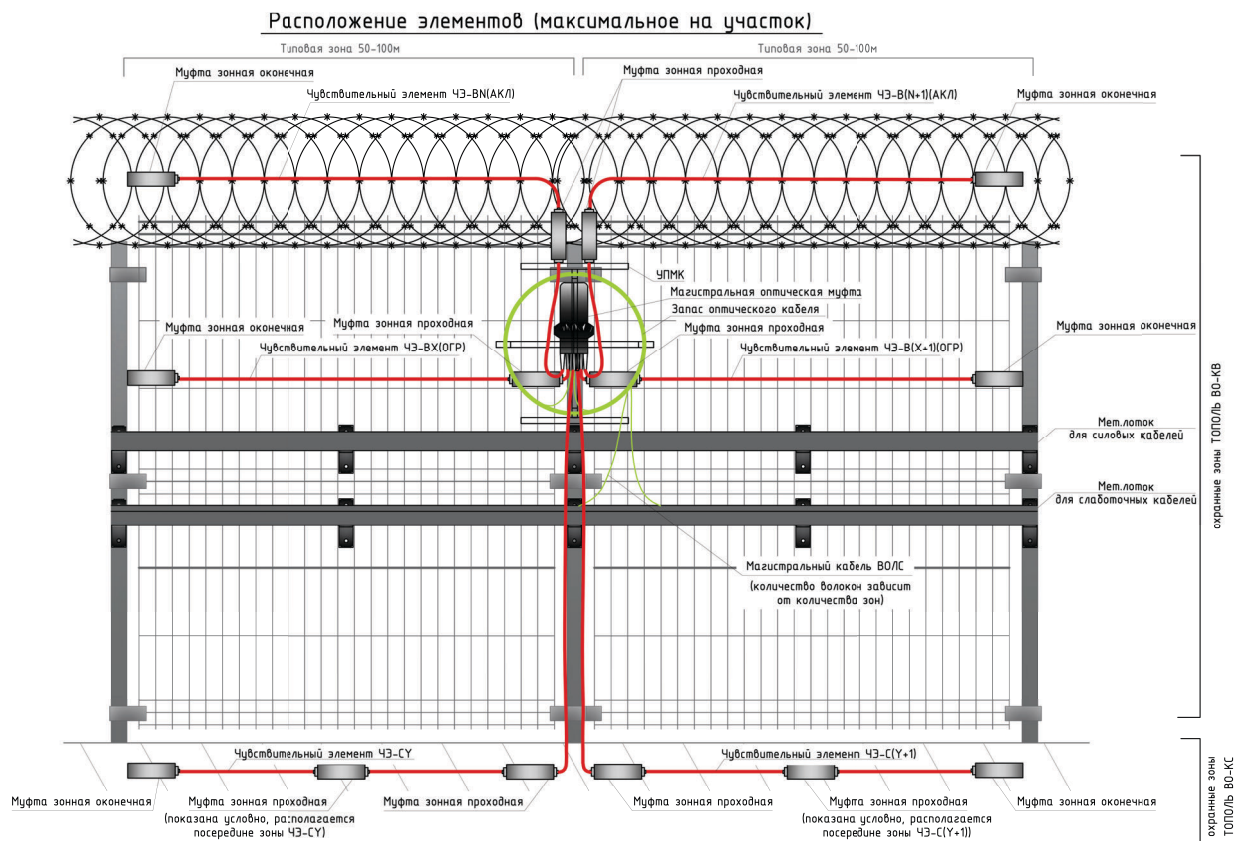 Расположение элементов (максимальное на участок)
Типовая зона 50-100м
Типовая зона 50-100м
Муфта зонная оконечная
Муфта зонная проходная
Чувствительный элемент ЧЭ-ВN(АКЛ)
Чувствительный элемент ЧЭ-В(N+1)(АКЛ)
Муфта зонная оконечная
УПМК
Магистральная оптическая муфта
Запас оптического кабеля
Муфта зонная оконечная
Муфта зонная проходная
Муфта зонная проходная
Муфта зонная оконечная
Чувствительный элемент ЧЭ-ВХ(ОГР)
Чувствительный элемент ЧЭ-В(Х+1)(ОГР)
Мет.лоток
для силовых кабелей
Мет.лоток
для слаботочных кабелей
Магистральный кабель ВОЛС
(количество волокон зависит
от количества зон)
охранные зоны ТОПОЛЬ ВО-КВ
Чувствительный элемент ЧЭ-СY
Чувствительный элемент ЧЭ-С(Y+1)
Муфта зонная оконечная
Муфта зонная проходная
(показана условно, располагается
посередине зоны ЧЭ-СY)
Муфта зонная проходная
Муфта зонная проходная
Муфта зонная проходная
(показана условно, располагается
посередине зоны ЧЭ-С(Y+1))
Муфта зонная оконечная
охранные зоны
ТОПОЛЬ ВО-КС